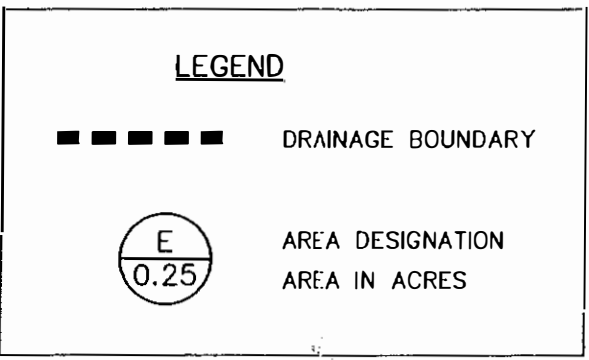 LEGEND
DRAINAGE BOUNDARY
E
0.25
AREA DESIGNATION
AREA IN ACRES